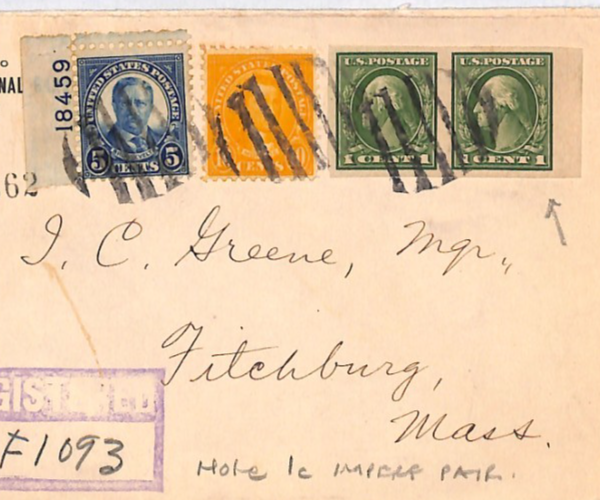 18459
UNITED STATES POSTAGE
5 CENTS 5
U.S. POSTAGE
1 CENT 1
U.S. POSTAGE
1 CENT 1
NAL
62
I. C. Greene, Mgr.,
Fitchburg,
Mass.
GISTERED
F1093
Note 1c IMPERF PAIR.